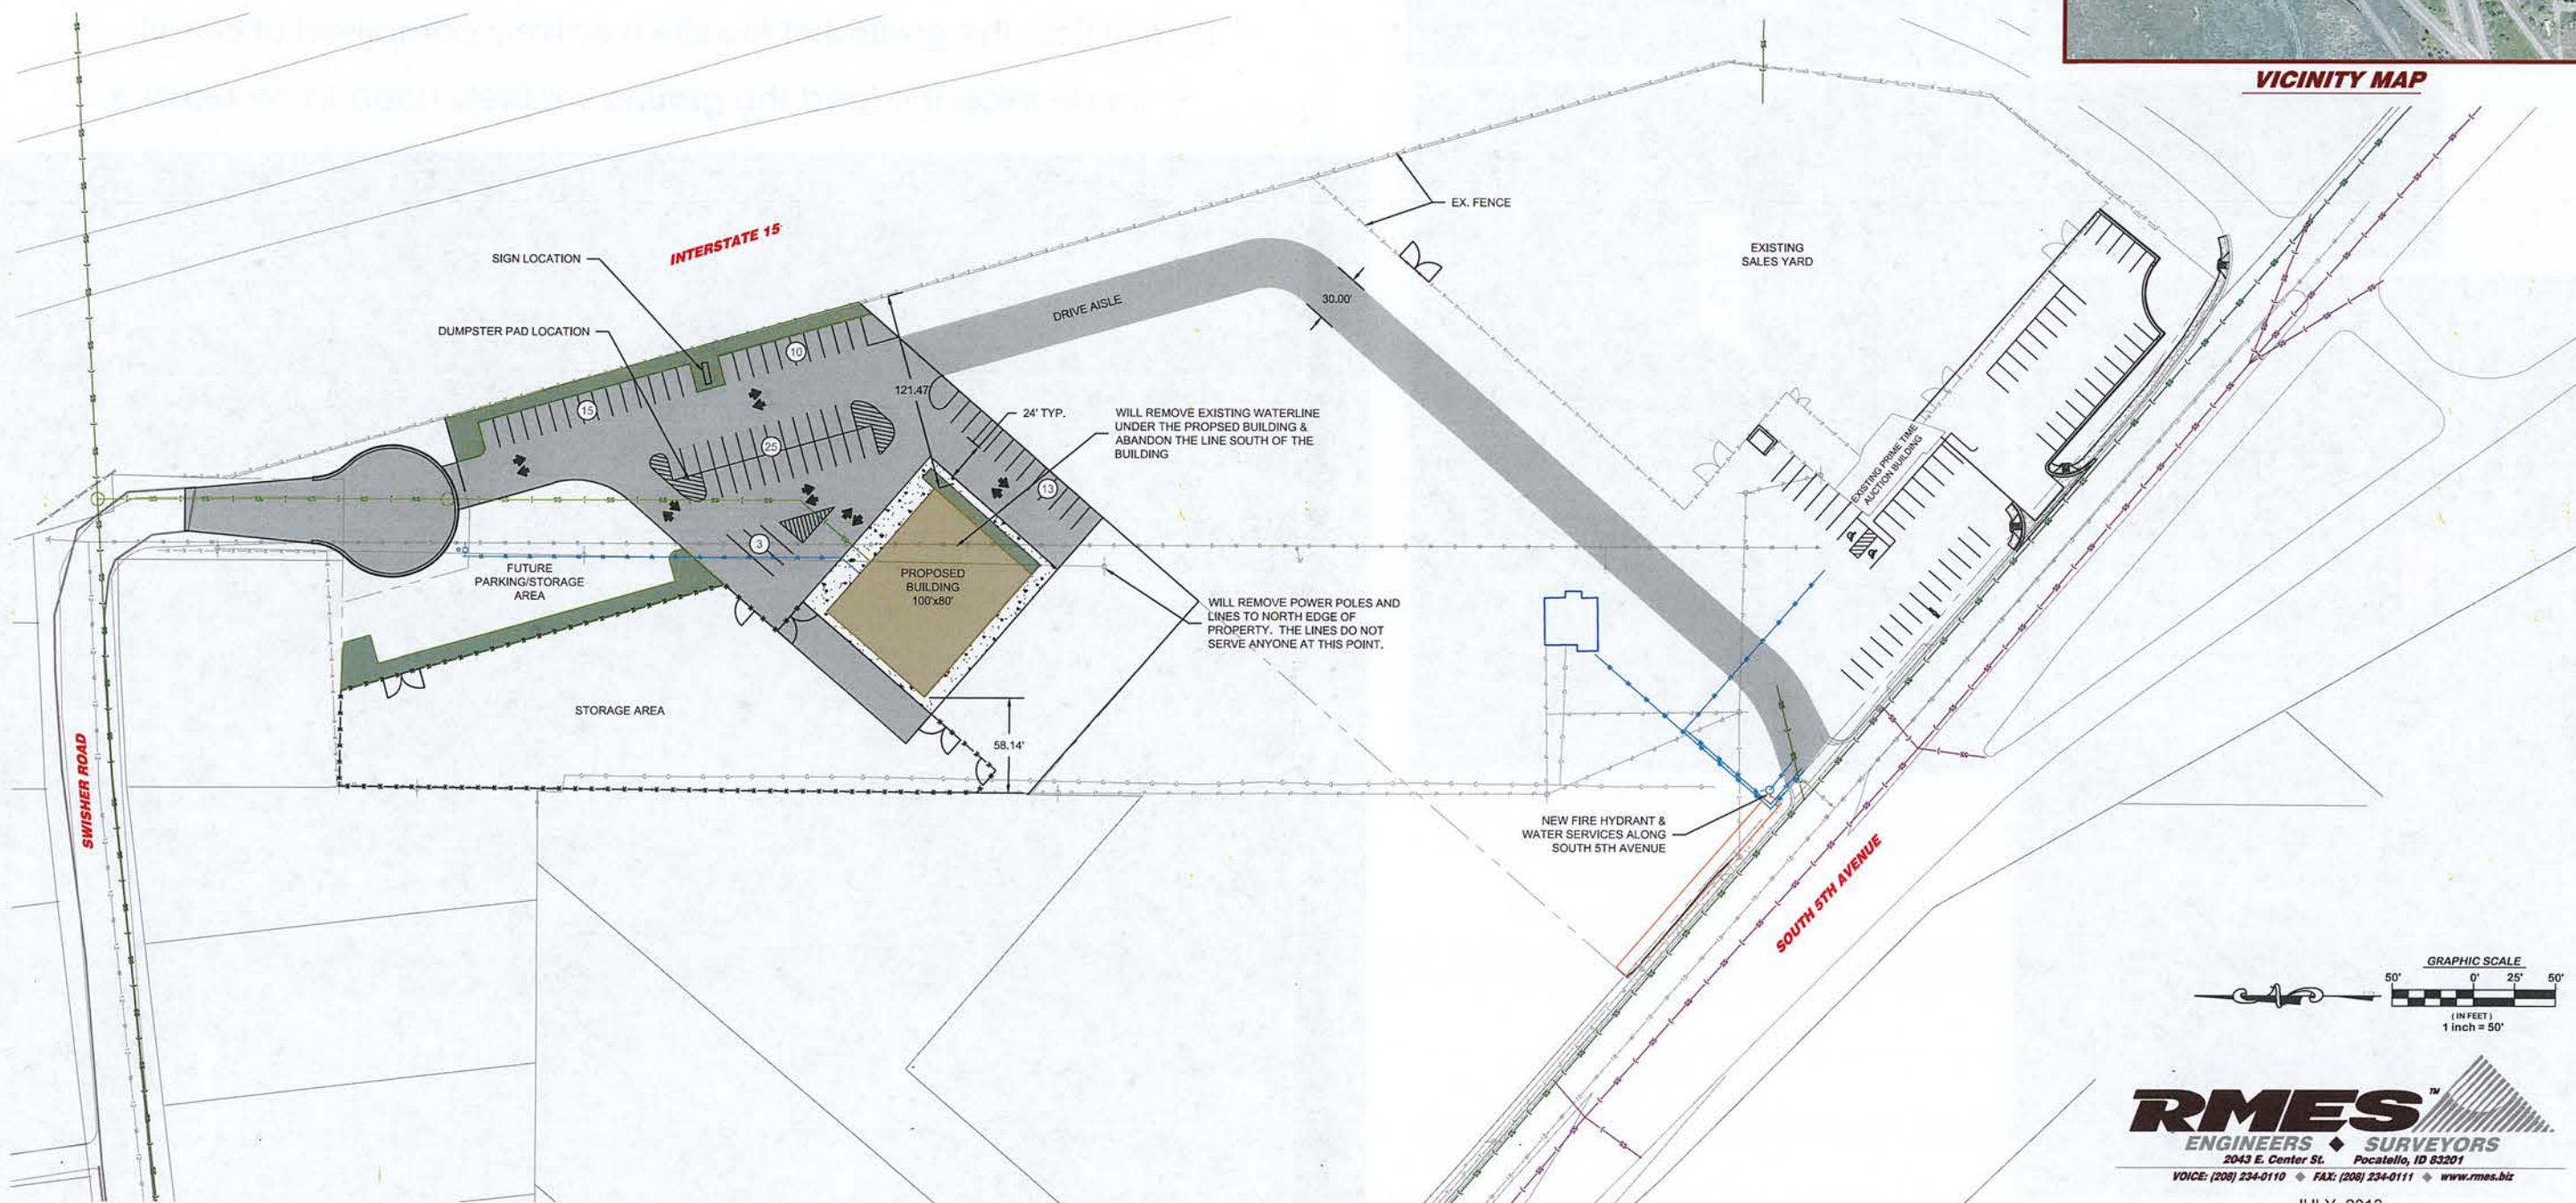 VICINITY MAP
EX. FENCE
EXISTING
SALES YARD
INTERSTATE 15
SIGN LOCATION
DUMPSTER PAD LOCATION
DRIVE AISLE
30.00'
10
15
25
121.47'
24' TYP.
WILL REMOVE EXISTING WATERLINE
UNDER THE PROPSED BUILDING &
ABANDON THE LINE SOUTH OF THE
BUILDING
13
3
EXISTING PRIME TIME
AUCTION BUILDING
FUTURE
PARKING/STORAGE
AREA
PROPOSED
BUILDING
100'x80'
WILL REMOVE POWER POLES AND
LINES TO NORTH EDGE OF
PROPERTY. THE LINES DO NOT
SERVE ANYONE AT THIS POINT.
STORAGE AREA
58.14'
SWISHER ROAD
NEW FIRE HYDRANT &
WATER SERVICES ALONG
SOUTH 5TH AVENUE
SOUTH 5TH AVENUE
GRAPHIC SCALE
50' 0' 25' 50'
( IN FEET )
1 inch = 50'
RMES™
ENGINEERS ◆ SURVEYORS
2043 E. Center St. Pocatello, ID 83201
VOICE: (208) 234-0110 ◆ FAX: (208) 234-0111 ◆ www.rmes.biz